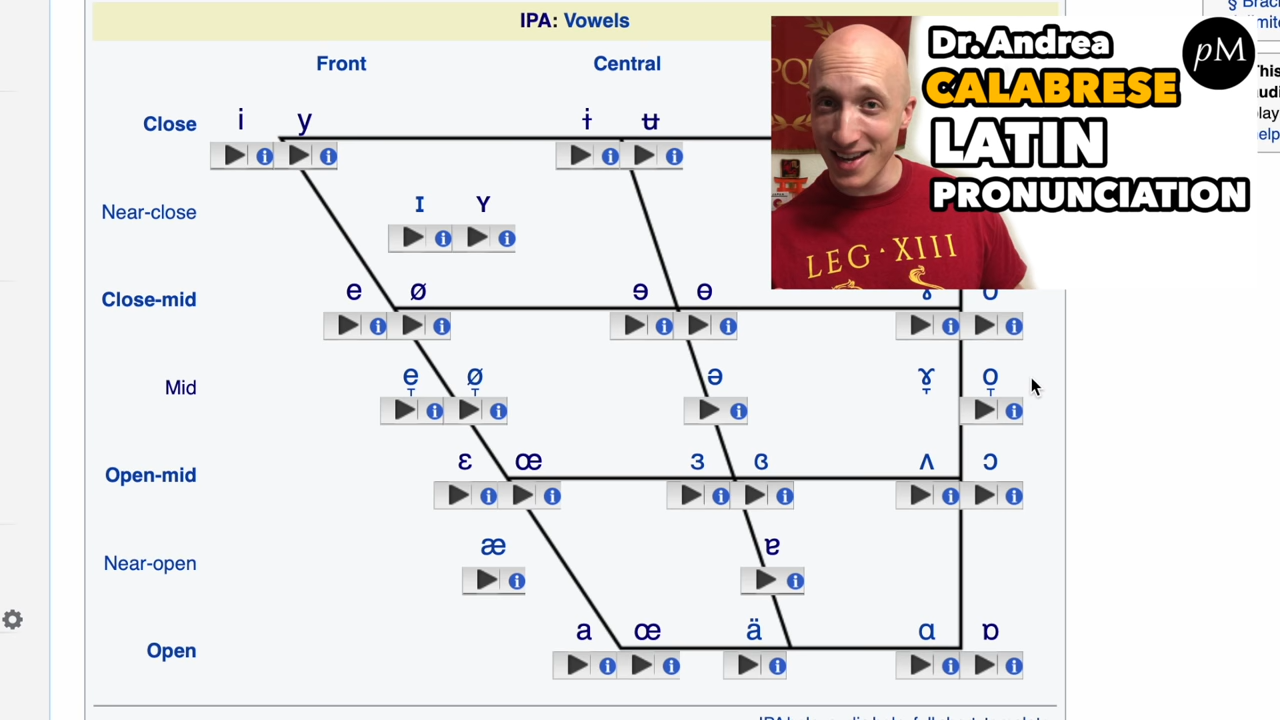 IPA: Vowels
Front Central
Close i y ɨ ʉ
Near-close ɪ ʏ
Close-mid e ø ɘ ɵ
Mid e̞ ø̞ ə ɤ̞ o̞
Open-mid ɛ œ ɜ ɞ ʌ ɔ
Near-open æ ɐ
Open a œ ä ɑ ɒ
Dr. Andrea
CALABRESE
LATIN
PRONUNCIATION
pM
LEG · XIII